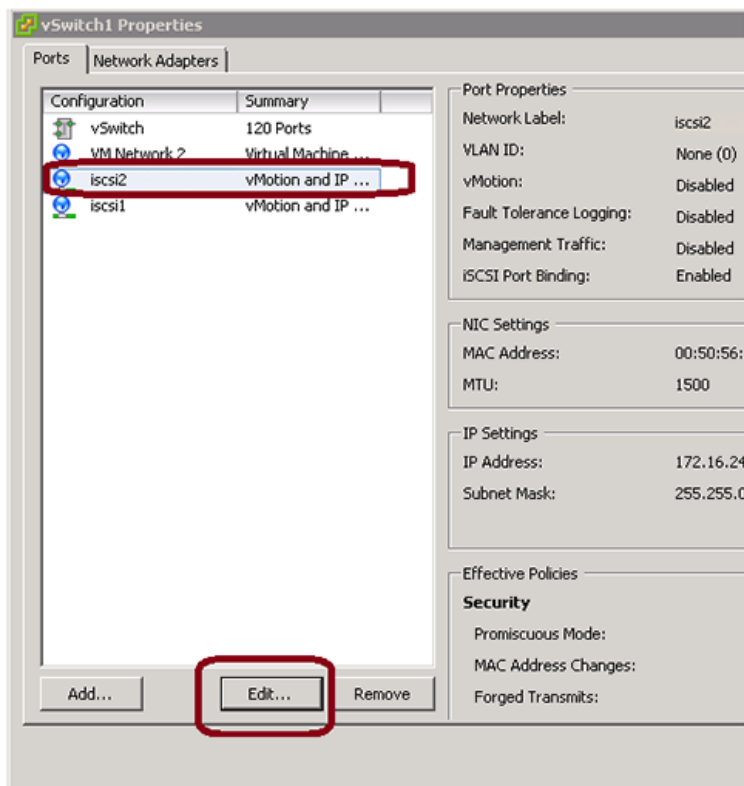 vSwitch1 Properties
Ports Network Adapters
Configuration Summary
vSwitch 120 Ports
VM Network 2 Virtual Machine ...
iscsi2 vMotion and IP ...
iscsi1 vMotion and IP ...
Add... Edit... Remove
Port Properties
Network Label: iscsi2
VLAN ID: None (0)
vMotion: Disabled
Fault Tolerance Logging: Disabled
Management Traffic: Disabled
iSCSI Port Binding: Enabled
NIC Settings
MAC Address: 00:50:56:
MTU: 1500
IP Settings
IP Address: 172.16.24
Subnet Mask: 255.255.0
Effective Policies
Security
Promiscuous Mode:
MAC Address Changes:
Forged Transmits: